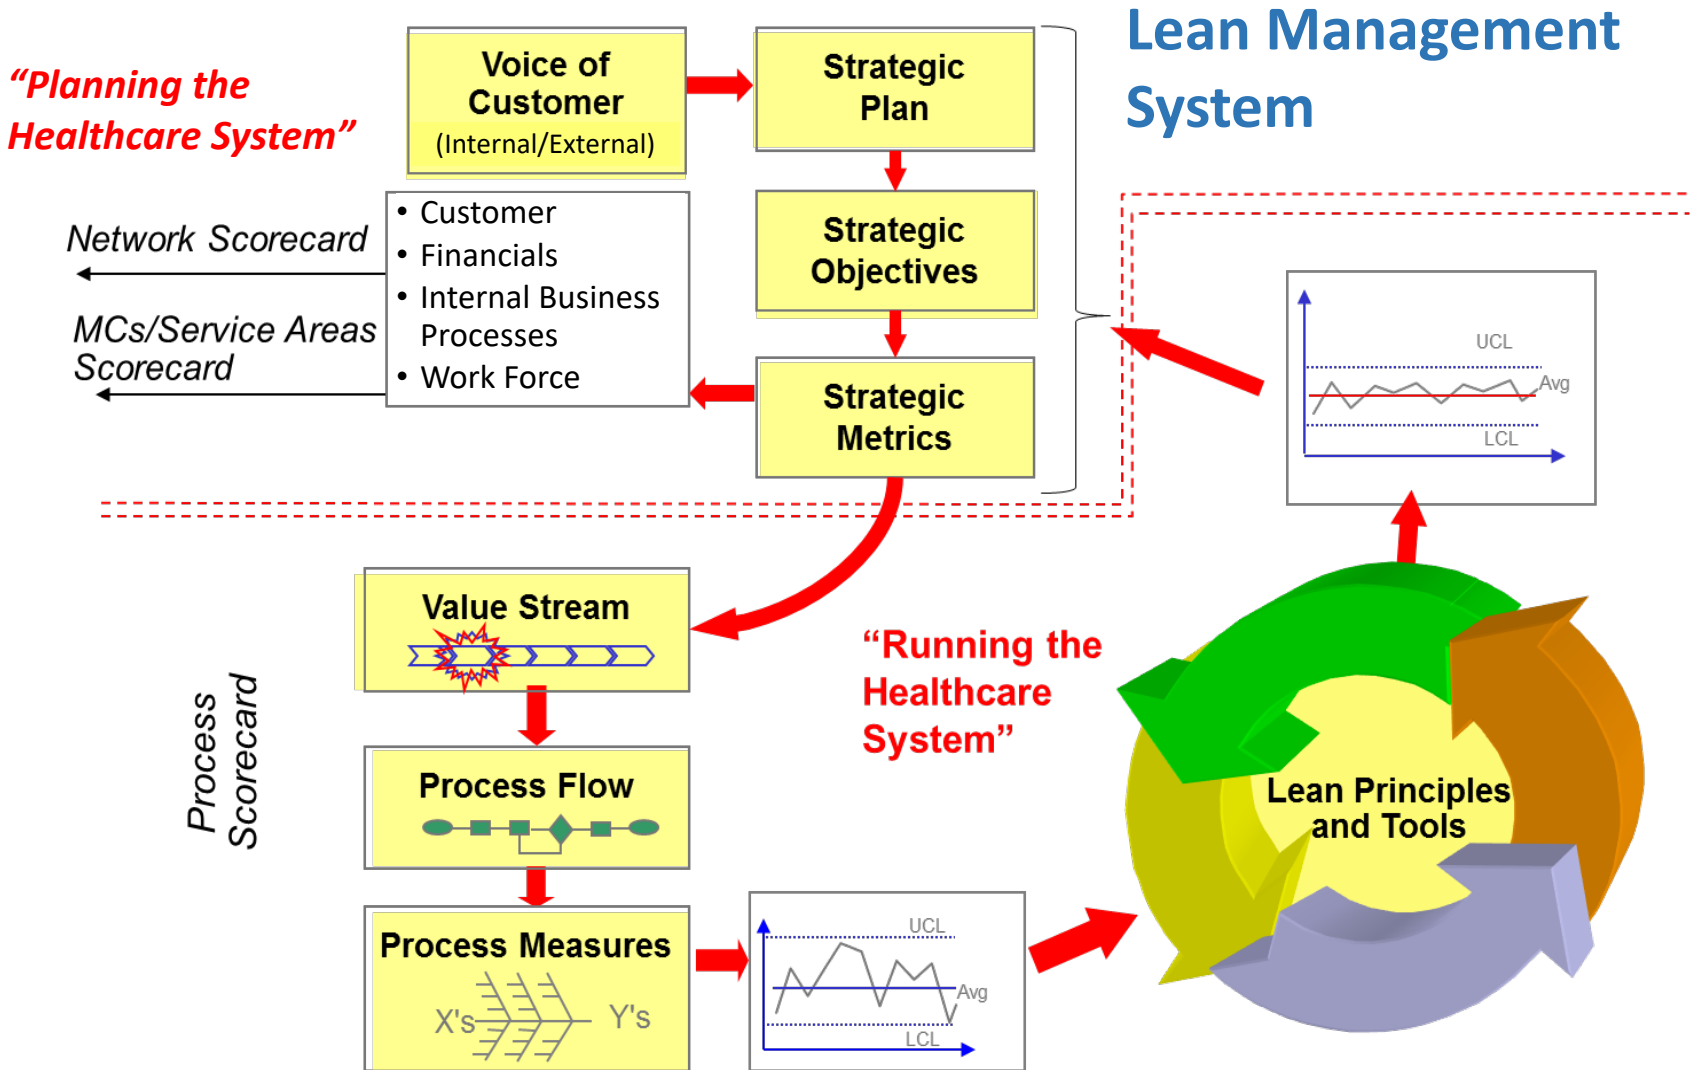 Lean Management
System
“Planning the
Healthcare System”
Voice of
Customer
(Internal/External)
Strategic
Plan
Strategic
Objectives
Strategic
Metrics
• Customer
• Financials
• Internal Business
Processes
• Work Force
Network Scorecard
MCs/Service Areas
Scorecard
UCL
Avg
LCL
Value Stream
“Running the
Healthcare
System”
Process
Scorecard
Process Flow
Lean Principles
and Tools
Process Measures
X's
Y's
UCL
Avg
LCL